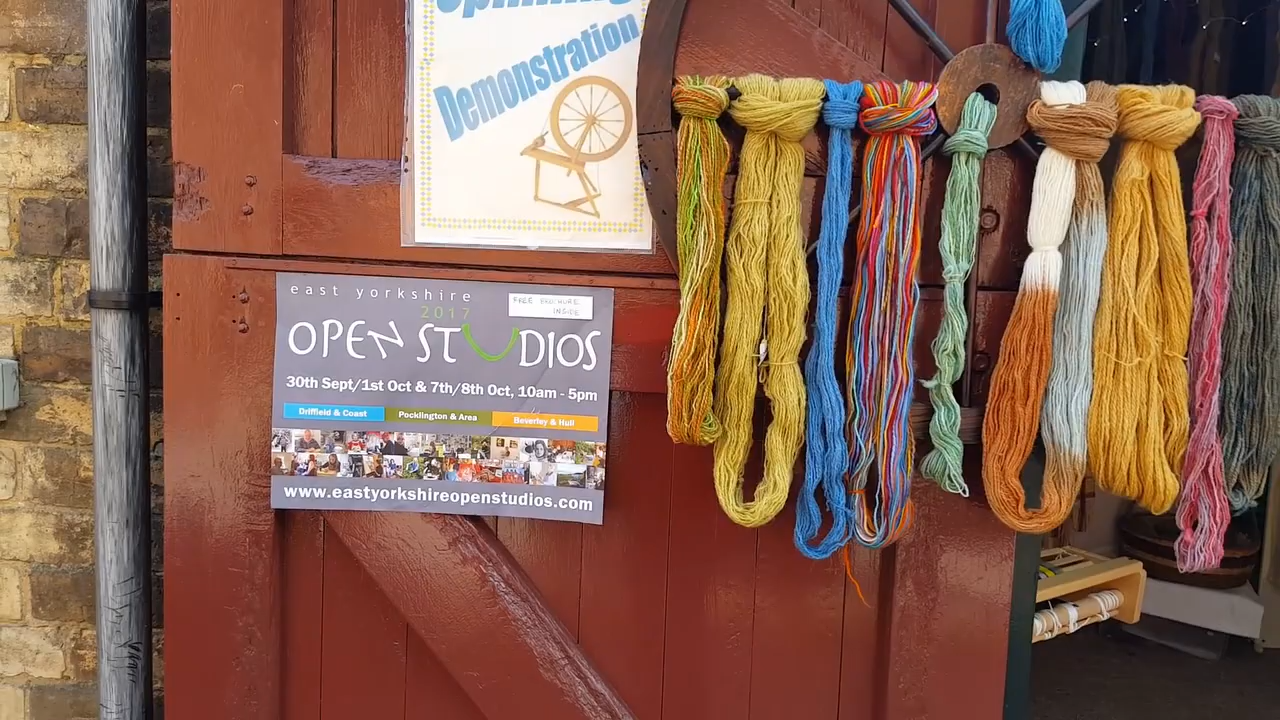 Spinning
Demonstration
east yorkshire
2017
FREE BROCHURE
INSIDE
OPEN STUDIOS
30th Sept/1st Oct & 7th/8th Oct, 10am - 5pm
Driffield & Coast
Pocklington & Area
Beverley & Hull
www.eastyorkshireopenstudios.com